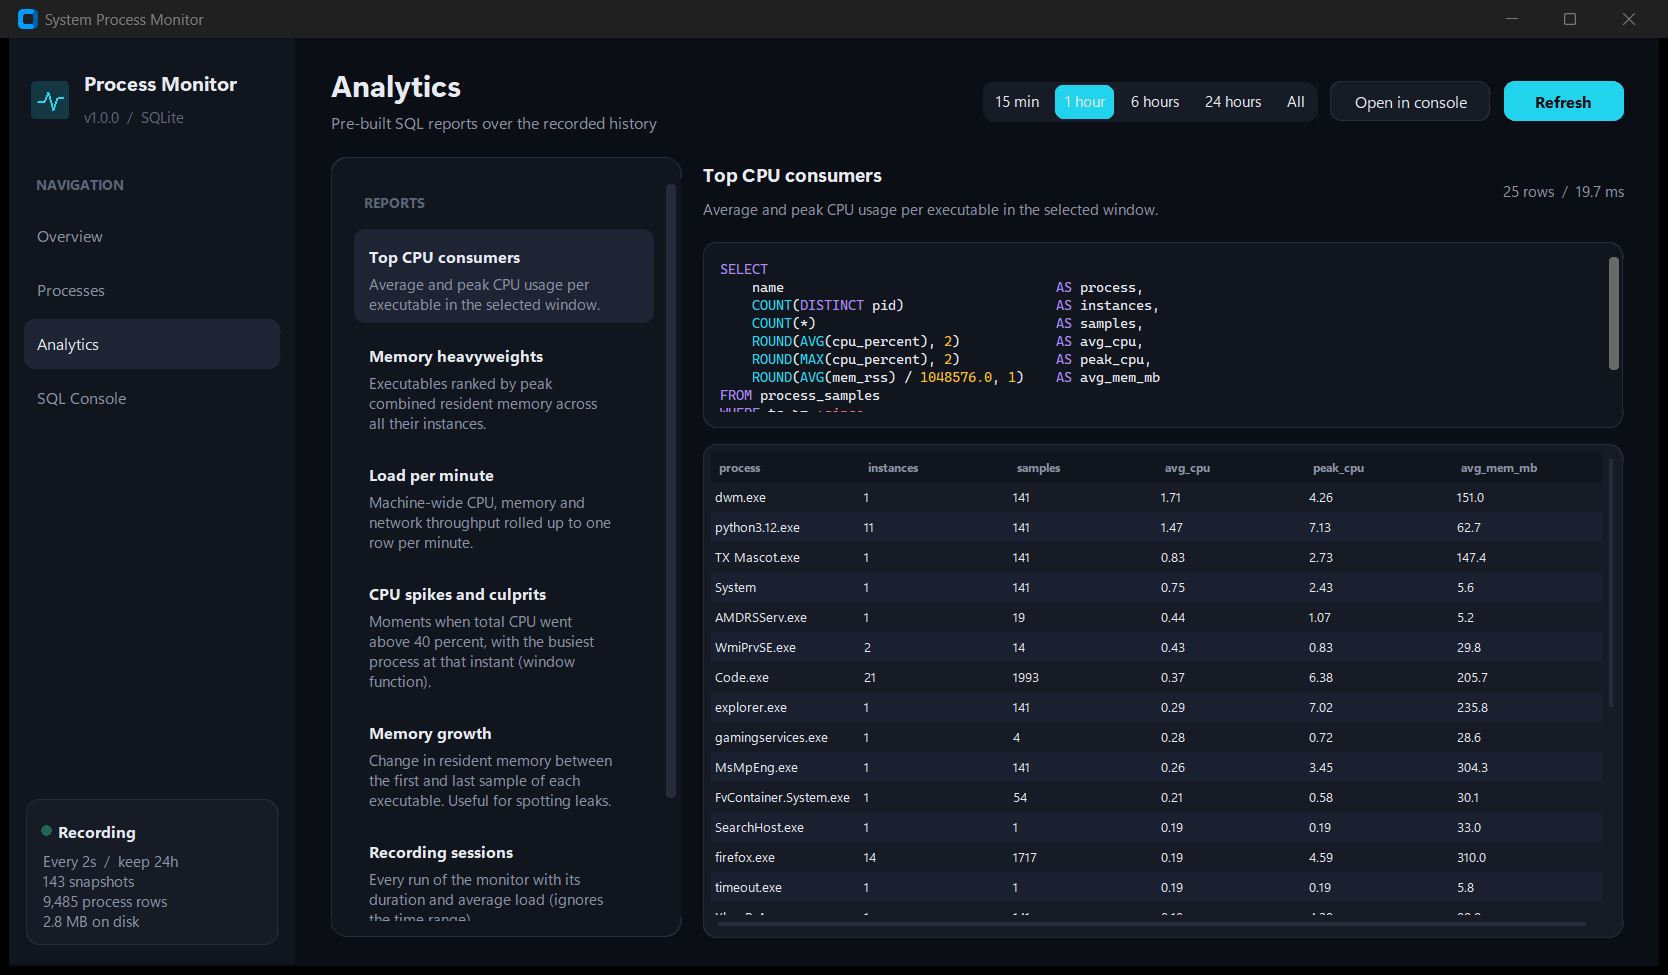 System Process Monitor
Process Monitor
v1.0.0 / SQLite
NAVIGATION
Overview
Processes
Analytics
SQL Console
Recording
Every 2s / keep 24h
143 snapshots
9,485 process rows
2.8 MB on disk
Analytics
Pre-built SQL reports over the recorded history
15 min 1 hour 6 hours 24 hours All
Open in console
Refresh
REPORTS
Top CPU consumers
Average and peak CPU usage per
executable in the selected window.
Memory heavyweights
Executables ranked by peak
combined resident memory across
all their instances.
Load per minute
Machine-wide CPU, memory and
network throughput rolled up to one
row per minute.
CPU spikes and culprits
Moments when total CPU went
above 40 percent, with the busiest
process at that instant (window
function).
Memory growth
Change in resident memory between
the first and last sample of each
executable. Useful for spotting leaks.
Recording sessions
Every run of the monitor with its
duration and average load (ignores
the time range)
Top CPU consumers
Average and peak CPU usage per executable in the selected window.
25 rows / 19.7 ms
SELECT
name AS process,
COUNT(DISTINCT pid) AS instances,
COUNT(*) AS samples,
ROUND(AVG(cpu_percent), 2) AS avg_cpu,
ROUND(MAX(cpu_percent), 2) AS peak_cpu,
ROUND(AVG(mem_rss) / 1048576.0, 1) AS avg_mem_mb
FROM process_samples
process instances samples avg_cpu peak_cpu avg_mem_mb
dwm.exe 1 141 1.71 4.26 151.0
python3.12.exe 11 141 1.47 7.13 62.7
TX Mascot.exe 1 141 0.83 2.73 147.4
System 1 141 0.75 2.43 5.6
AMDRSServ.exe 1 19 0.44 1.07 5.2
WmiPrvSE.exe 2 14 0.43 0.83 29.8
Code.exe 21 1993 0.37 6.38 205.7
explorer.exe 1 141 0.29 7.02 235.8
gamingservices.exe 1 4 0.28 0.72 28.6
MsMpEng.exe 1 141 0.26 3.45 304.3
FvContainer.System.exe 1 54 0.21 0.58 30.1
SearchHost.exe 1 1 0.19 0.19 33.0
firefox.exe 14 1717 0.19 4.59 310.0
timeout.exe 1 1 0.19 0.19 5.8